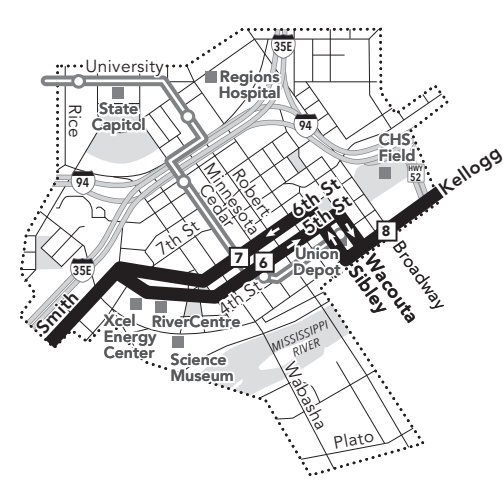 35E
University
Regions
Hospital
State
Capitol
Rice
94
CHS
Field
HWY
52
Kellogg
94
Robert
Minnesota
Cedar
6th St
5th St
7th St
8
7
6
Union
Depot
Broadway
Wacouta
Sibley
35E
4th St
Smith
Xcel
Energy
Center
RiverCentre
Science
Museum
MISSISSIPPI
RIVER
Wabasha
Plato